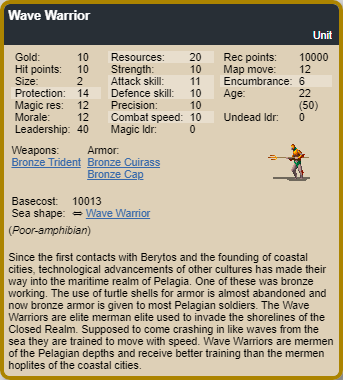 Wave Warrior
Unit
Gold: 10 Resources: 20 Rec points: 10000
Hit points: 10 Strength: 10 Map move: 12
Size: 2 Attack skill: 11 Encumbrance: 6
Protection: 14 Defence skill: 10 Age: 22
Magic res: 12 Precision: 10 (50)
Morale: 12 Combat speed: 10 Undead ldr: 0
Leadership: 40 Magic ldr: 0
Weapons: Armor:
Bronze Trident Bronze Cuirass
Bronze Cap
Basecost: 10013
Sea shape: ⇔ Wave Warrior
(Poor-amphibian)
Since the first contacts with Berytos and the founding of coastal
cities, technological advancements of other cultures has made their
way into the maritime realm of Pelagia. One of these was bronze
working. The use of turtle shells for armor is almost abandoned and
now bronze armor is given to most Pelagian soldiers. The Wave
Warriors are elite merman elite used to invade the shorelines of the
Closed Realm. Supposed to come crashing in like waves from the
sea they are trained to move with speed. Wave Warriors are mermen
of the Pelagian depths and receive better training than the mermen
hoplites of the coastal cities.